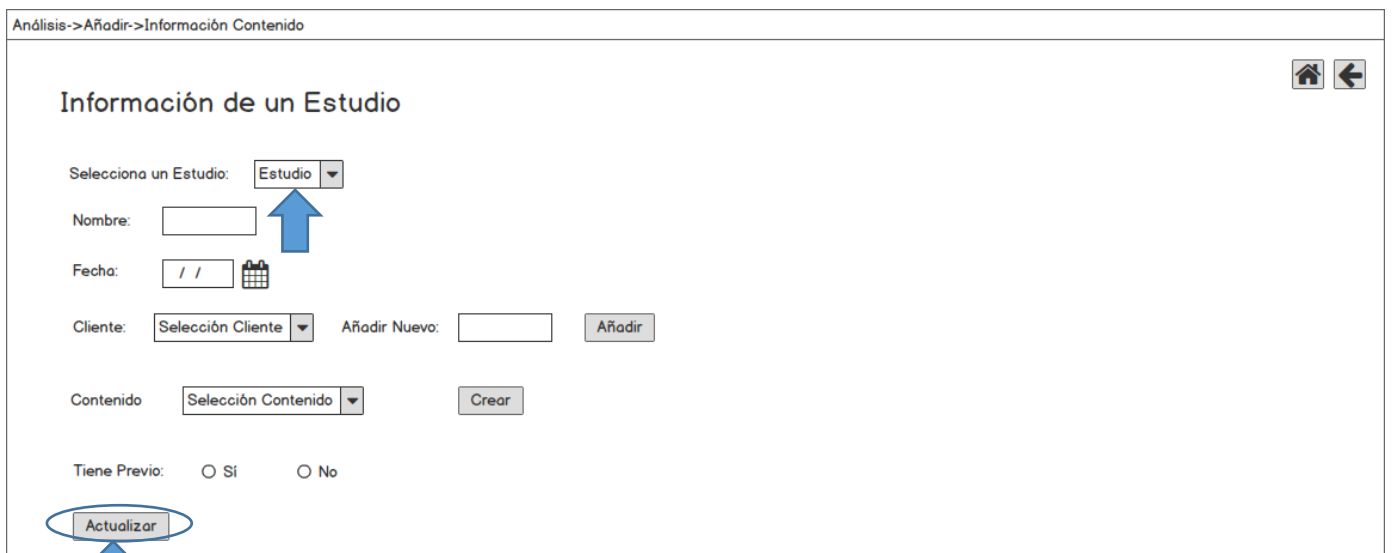 Análisis->Añadir->Información Contenido
Información de un Estudio
Selecciona un Estudio: Estudio
Nombre:
Fecha: / /
Cliente: Selección Cliente Añadir Nuevo: Añadir
Contenido Selección Contenido Crear
Tiene Previo: Sí No
Actualizar